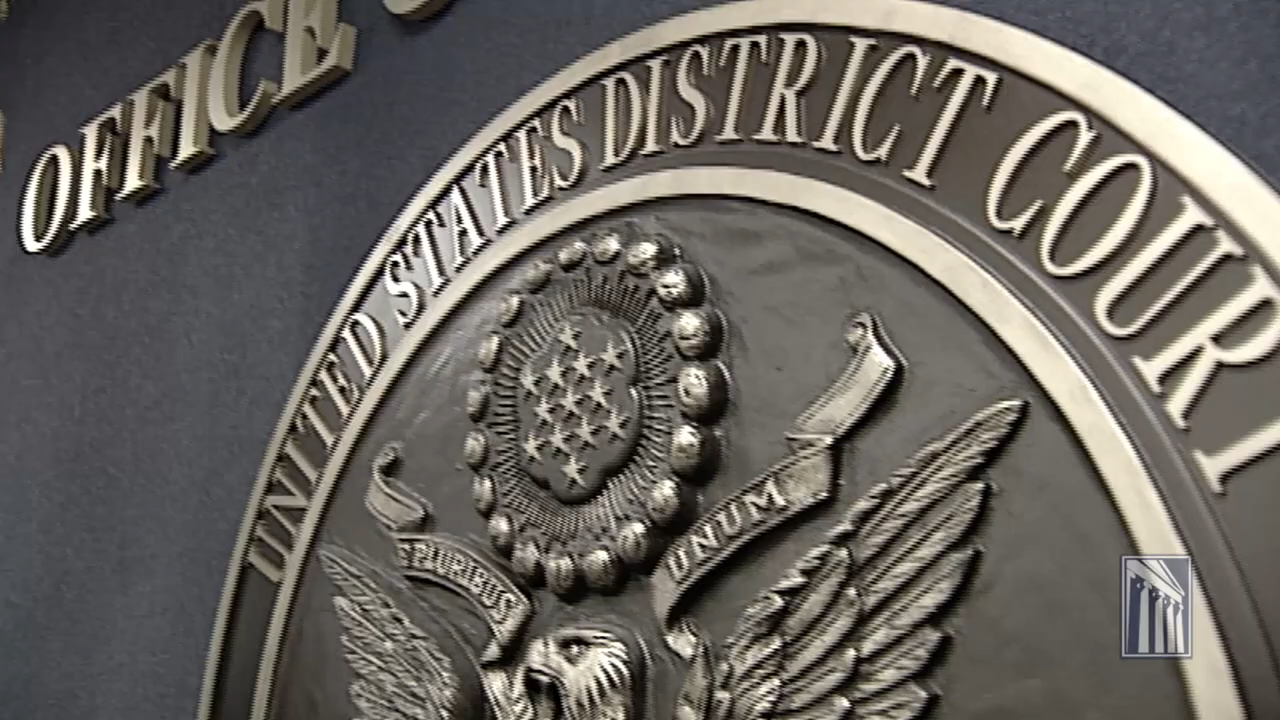 OFFICE
UNITED STATES DISTRICT COURT
PLURIBUS
UNUM